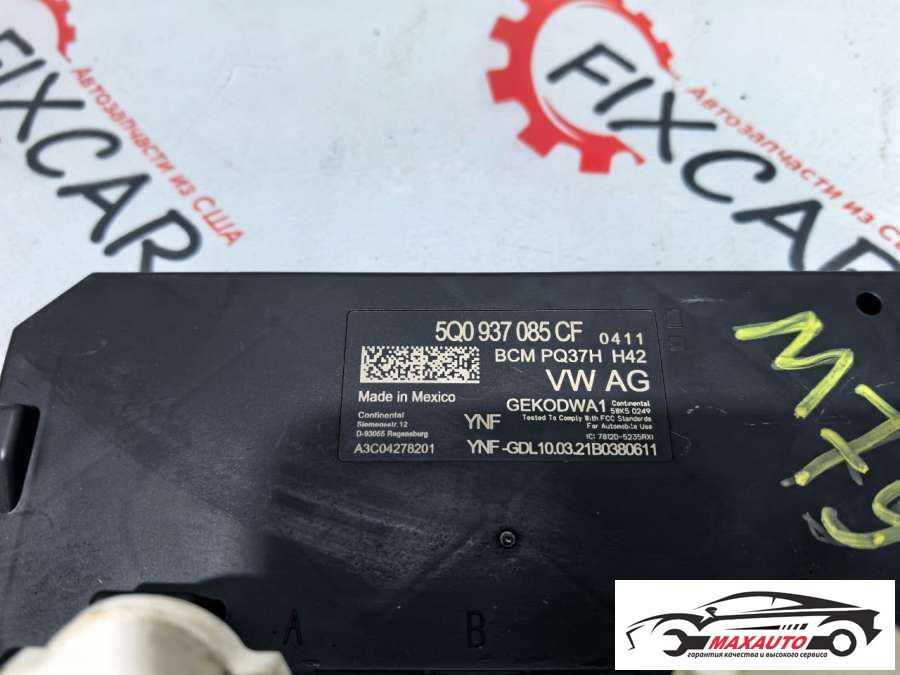 FIXCAR
Автозапчасти из США
FIXCAR
Автозапчасти из США
5Q0 937 085 CF 0411
BCM PQ37H H42
VW AG
Made in Mexico
GEKODWA1 Continental
58K5 0249
Continental
Siemensstr.12
D-93055 Regensburg
YNF
Tested To Comply With FCC Standards
For Automobile Use
IC: 7812D-5235RXI
A3C04278201
YNF -GDL10.03.21B0380611
M79
A B
MAXAUTO
гарантия качества и высокого сервиса